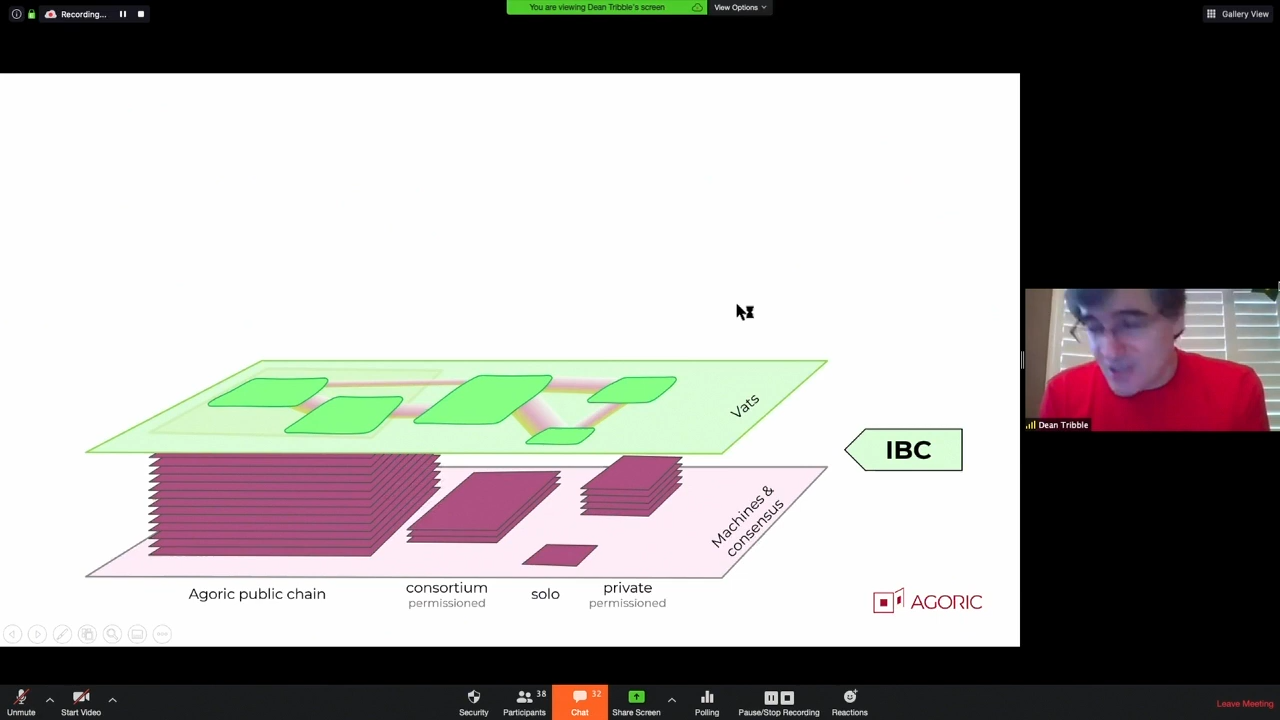 Recording...
You are viewing Dean Tribble's screen
View Options
Gallery View
Vats
IBC
Machines &
consensus
Agoric public chain
consortium
permissioned
solo
private
permissioned
AGORIC
Dean Tribble
Unmute
Start Video
Security
Participants
38
Chat
32
Share Screen
Polling
Pause/Stop Recording
Reactions
Leave Meeting